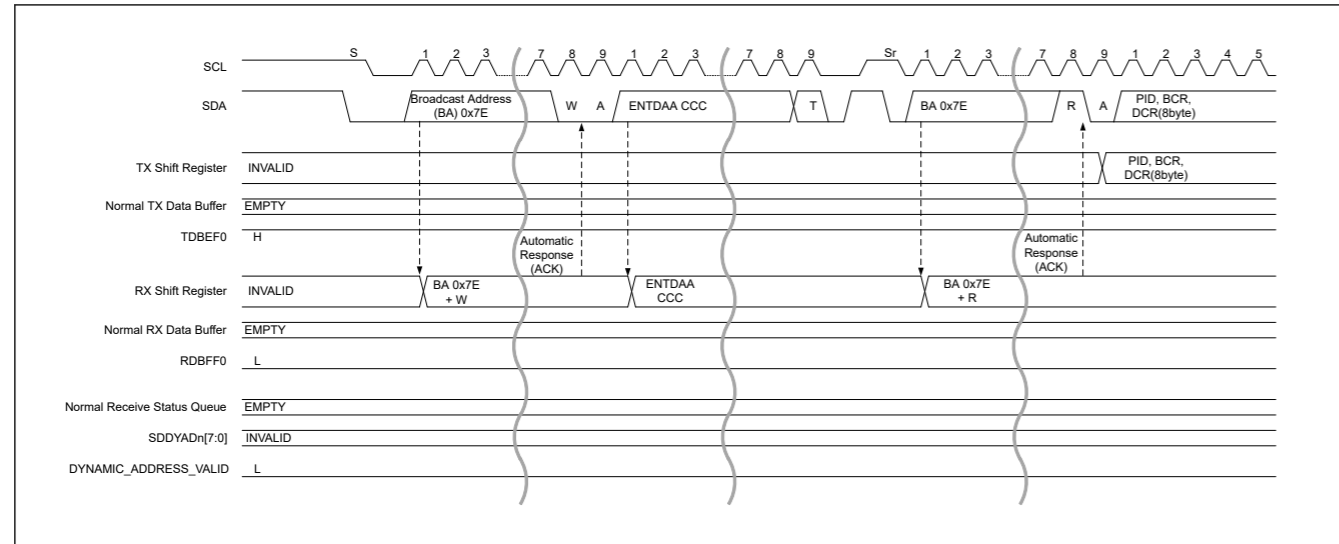 S 1 2 3 7 8 9 1 2 3 7 8 9 Sr 1 2 3 7 8 9 1 2 3 4 5
SCL
SDA Broadcast Address W A ENTDAA CCC T BA 0x7E R A PID, BCR,
(BA) 0x7E DCR(8byte)
TX Shift Register INVALID PID, BCR,
DCR(8byte)
Normal TX Data Buffer EMPTY
TDBEF0 H
Automatic Automatic
Response Response
(ACK) (ACK)
RX Shift Register INVALID BA 0x7E ENTDAA BA 0x7E
+ W CCC + R
Normal RX Data Buffer EMPTY
RDBFF0 L
Normal Receive Status Queue EMPTY
SDDYADn[7:0] INVALID
DYNAMIC_ADDRESS_VALID L